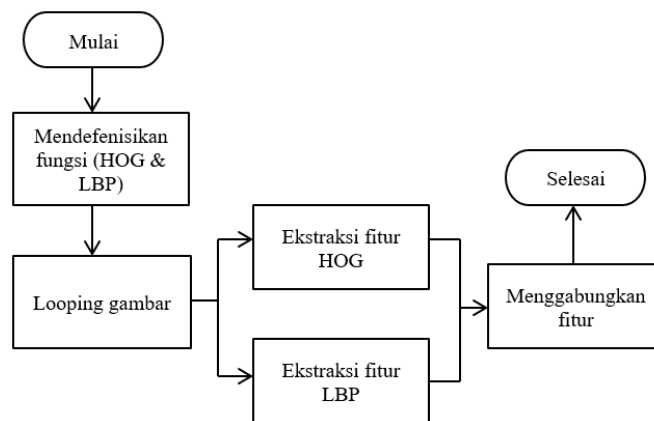 Mulai
Mendefenisikan
fungsi (HOG &
LBP)
Looping gambar
Ekstraksi fitur
HOG
Ekstraksi fitur
LBP
Menggabungkan
fitur
Selesai